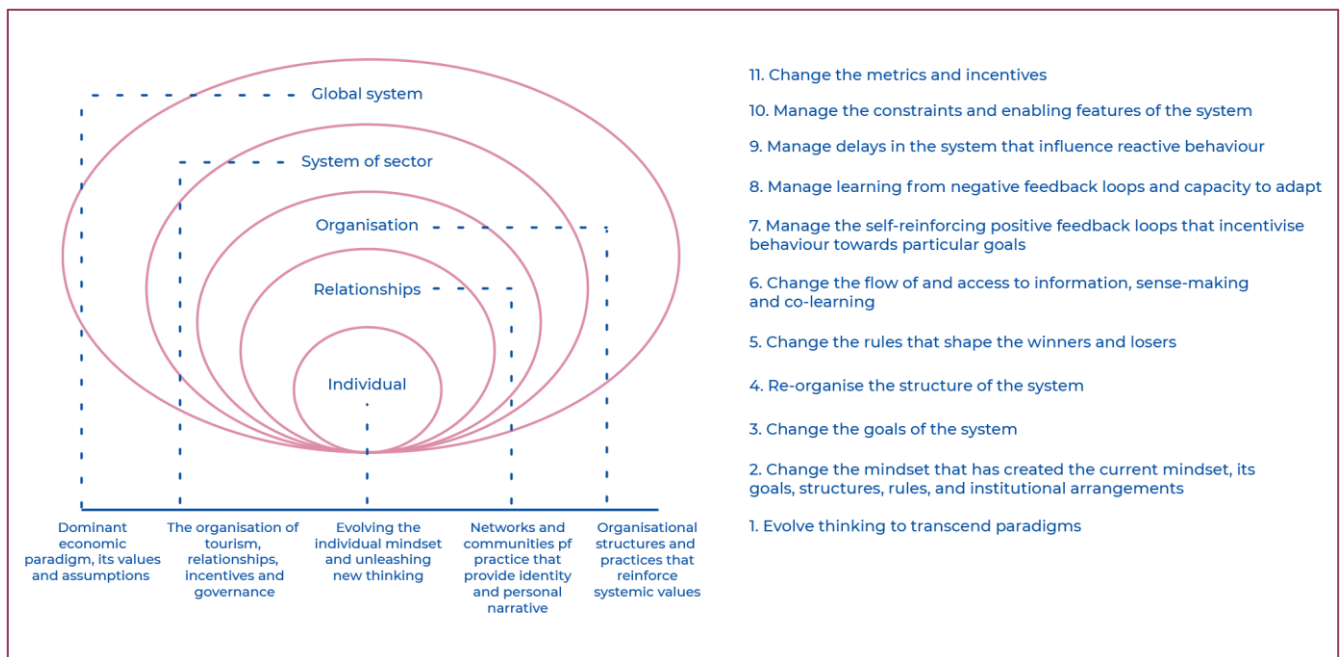 Global system
System of sector
Organisation
Relationships
Individual
Dominant
economic
paradigm, its values
and assumptions
The organisation of
tourism,
relationships,
incentives and
governance
Evolving the
individual mindset
and unleashing
new thinking
Networks and
communities pf
practice that
provide identity
and personal
narrative
Organisational
structures and
practices that
reinforce
systemic values
11. Change the metrics and incentives
10. Manage the constraints and enabling features of the system
9. Manage delays in the system that influence reactive behaviour
8. Manage learning from negative feedback loops and capacity to adapt
7. Manage the self-reinforcing positive feedback loops that incentivise
behaviour towards particular goals
6. Change the flow of and access to information, sense-making
and co-learning
5. Change the rules that shape the winners and losers
4. Re-organise the structure of the system
3. Change the goals of the system
2. Change the mindset that has created the current mindset, its
goals, structures, rules, and institutional arrangements
1. Evolve thinking to transcend paradigms